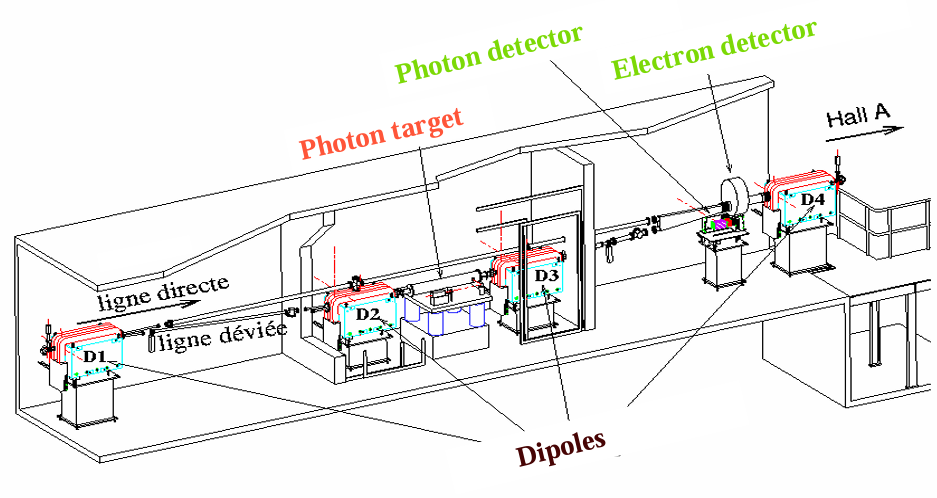 Photon detector
Electron detector
Photon target
Hall A
ligne directe
ligne déviée
D1
D2
D3
D4
Dipoles